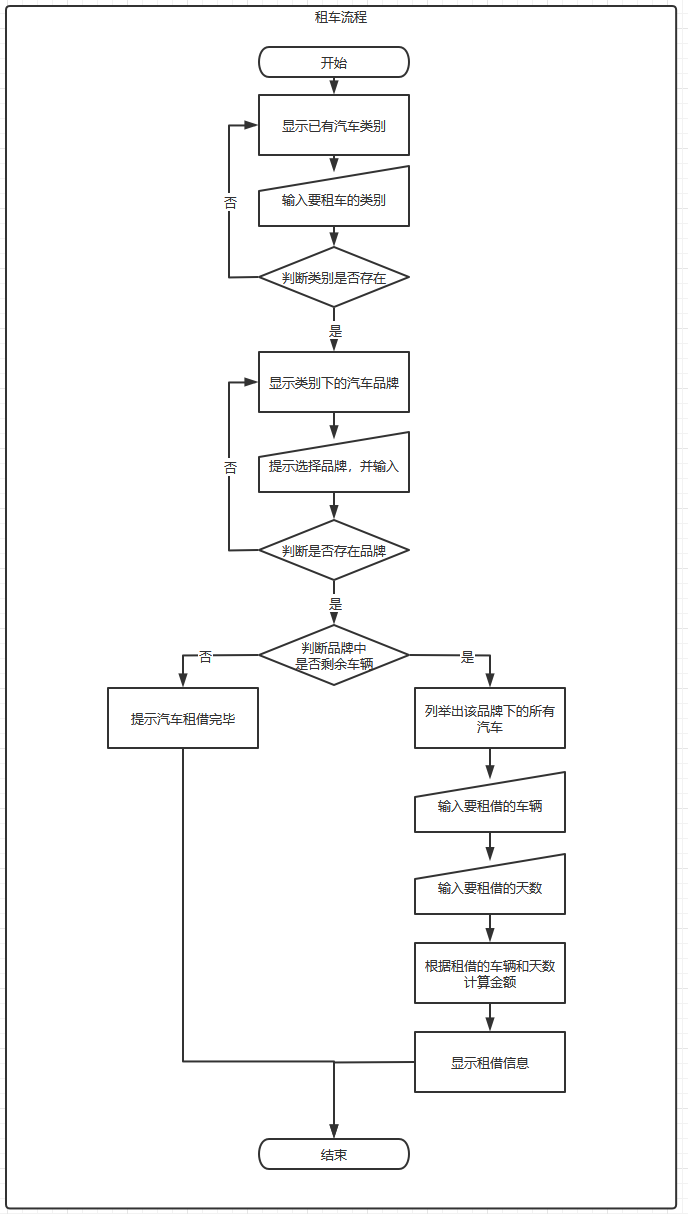 租车流程
开始
显示已有汽车类别
输入要租车的类别
否
判断类别是否存在
是
显示类别下的汽车品牌
提示选择品牌，并输入
否
判断是否存在品牌
是
判断品牌中
是否剩余车辆
否
是
提示汽车租借完毕
列举出该品牌下的所有
汽车
输入要租借的车辆
输入要租借的天数
根据租借的车辆和天数
计算金额
显示租借信息
结束